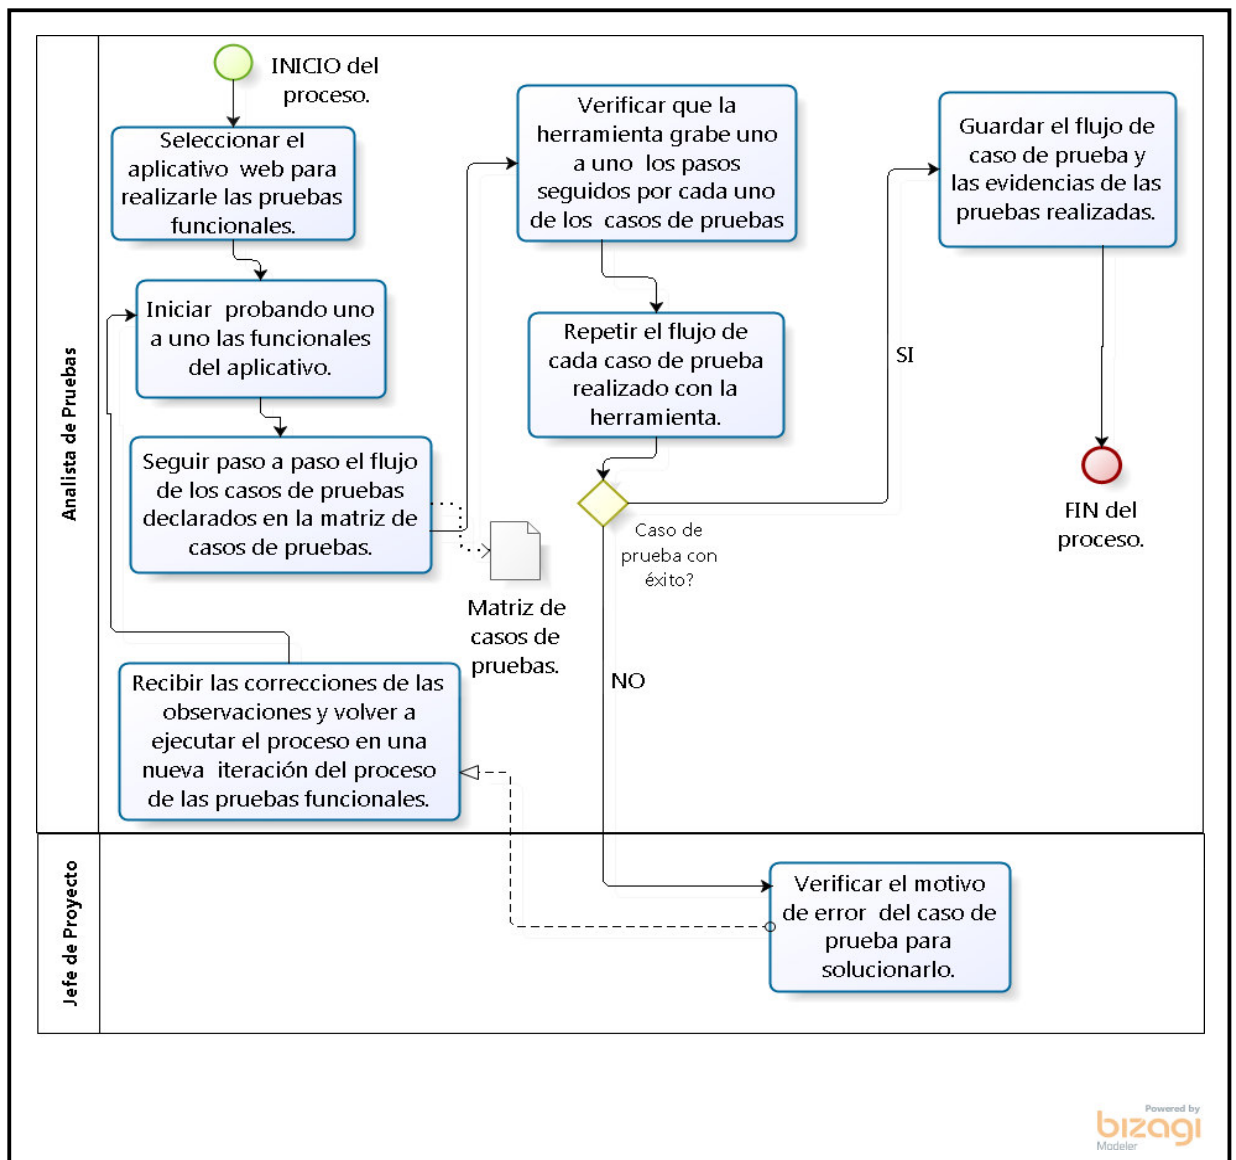 INICIO del
proceso.
Seleccionar el
aplicativo web para
realizarle las pruebas
funcionales.
Iniciar probando uno
a uno las funcionales
del aplicativo.
Seguir paso a paso el flujo
de los casos de pruebas
declarados en la matriz de
casos de pruebas.
Matriz de
casos de
pruebas.
Verificar que la
herramienta grabe uno
a uno los pasos
seguidos por cada uno
de los casos de pruebas
Repetir el flujo de
cada caso de prueba
realizado con la
herramienta.
Caso de
prueba con
éxito?
SI
NO
Guardar el flujo de
caso de prueba y
las evidencias de las
pruebas realizadas.
FIN del
proceso.
Recibir las correcciones de las
observaciones y volver a
ejecutar el proceso en una
nueva iteración del proceso
de las pruebas funcionales.
Analista de Pruebas
Verificar el motivo
de error del caso de
prueba para
solucionarlo.
Jefe de Proyecto
Powered by
bizagi
Modeler